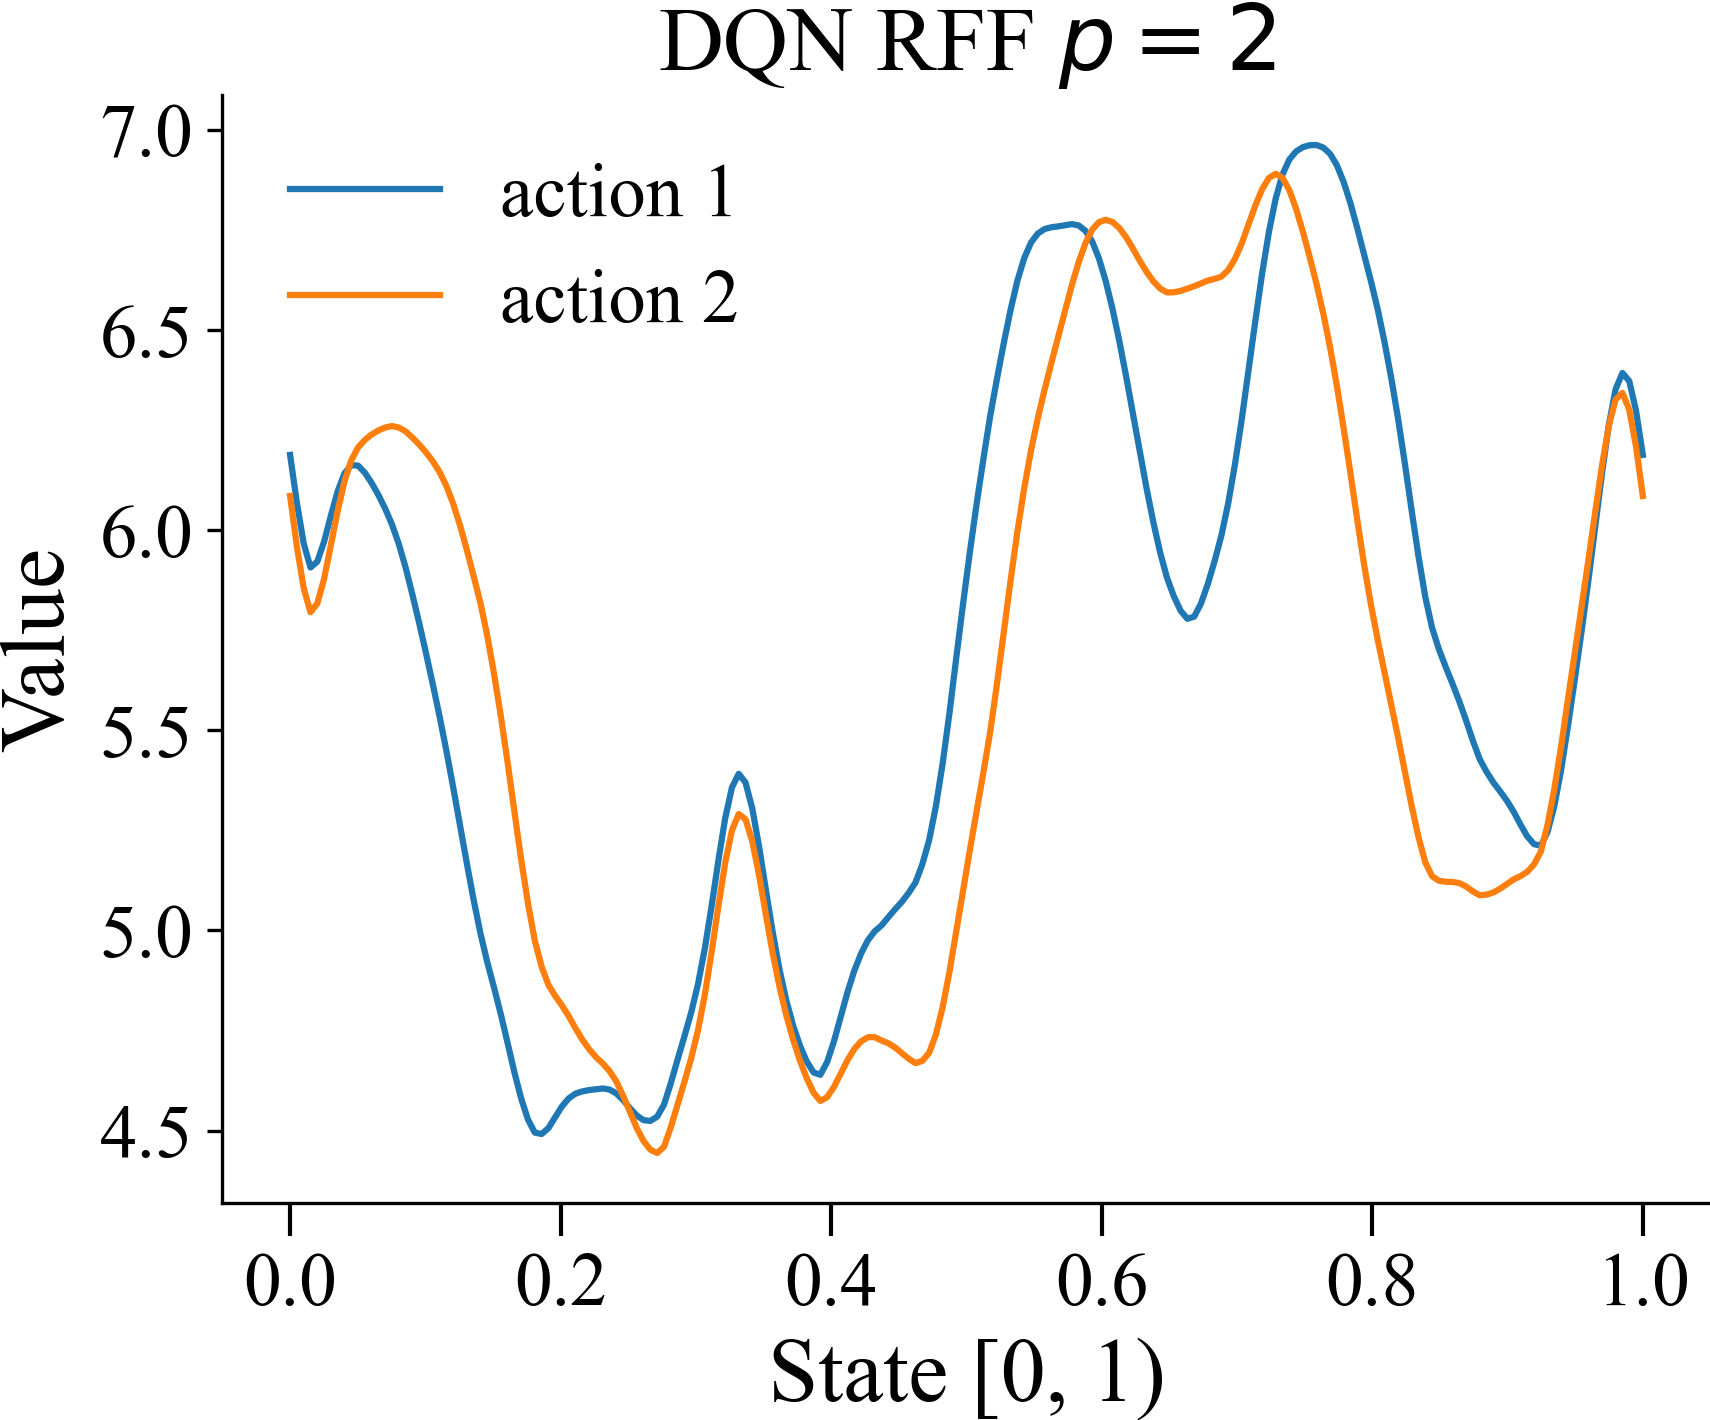 DQN RFF p = 2
7.0
action 1
action 2
6.5
6.0
5.5
5.0
4.5
Value
0.0 0.2 0.4 0.6 0.8 1.0
State [0, 1)